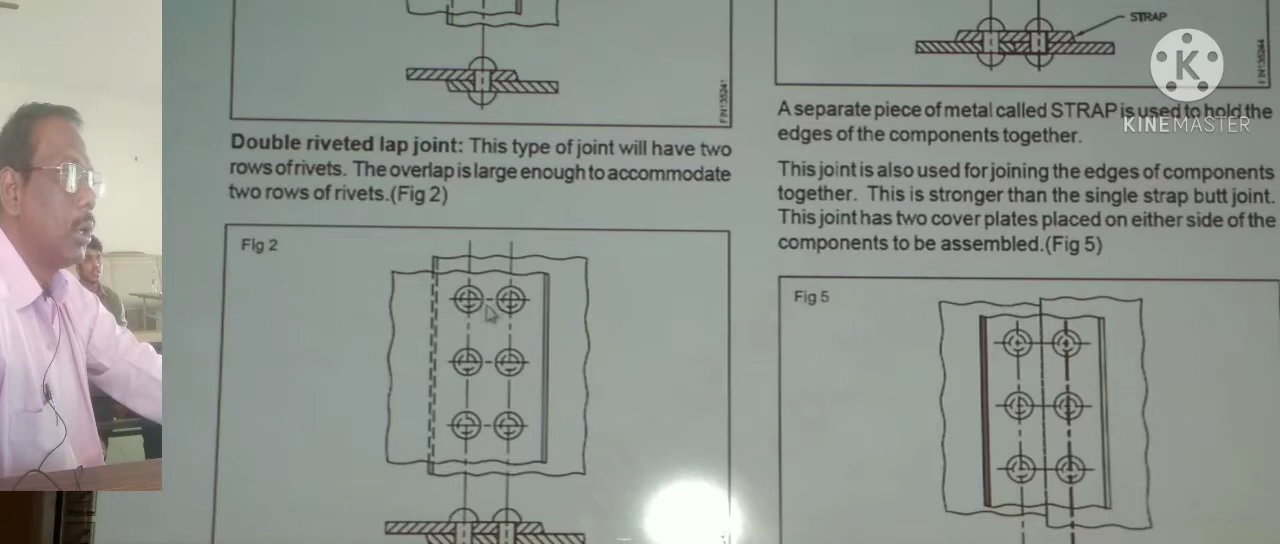 FIN135241
Double riveted lap joint: This type of joint will have two
rows of rivets. The overlap is large enough to accommodate
two rows of rivets.(Fig 2)
Fig 2
STRAP
FIN135244
K
KINEMASTER
A separate piece of metal called STRAP is used to hold the
edges of the components together.
This joint is also used for joining the edges of components
together. This is stronger than the single strap butt joint.
This joint has two cover plates placed on either side of the
components to be assembled.(Fig 5)
Fig 5